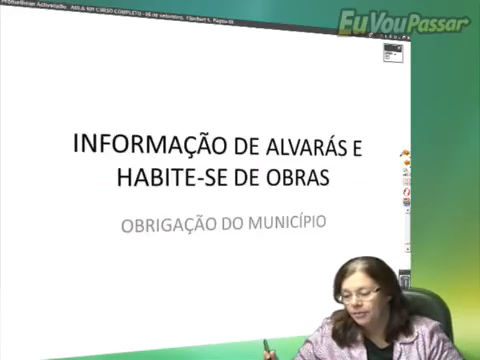 EuVouPassar
INFORMAÇÃO DE ALVARÁS E
HABITE-SE DE OBRAS
OBRIGAÇÃO DO MUNICÍPIO